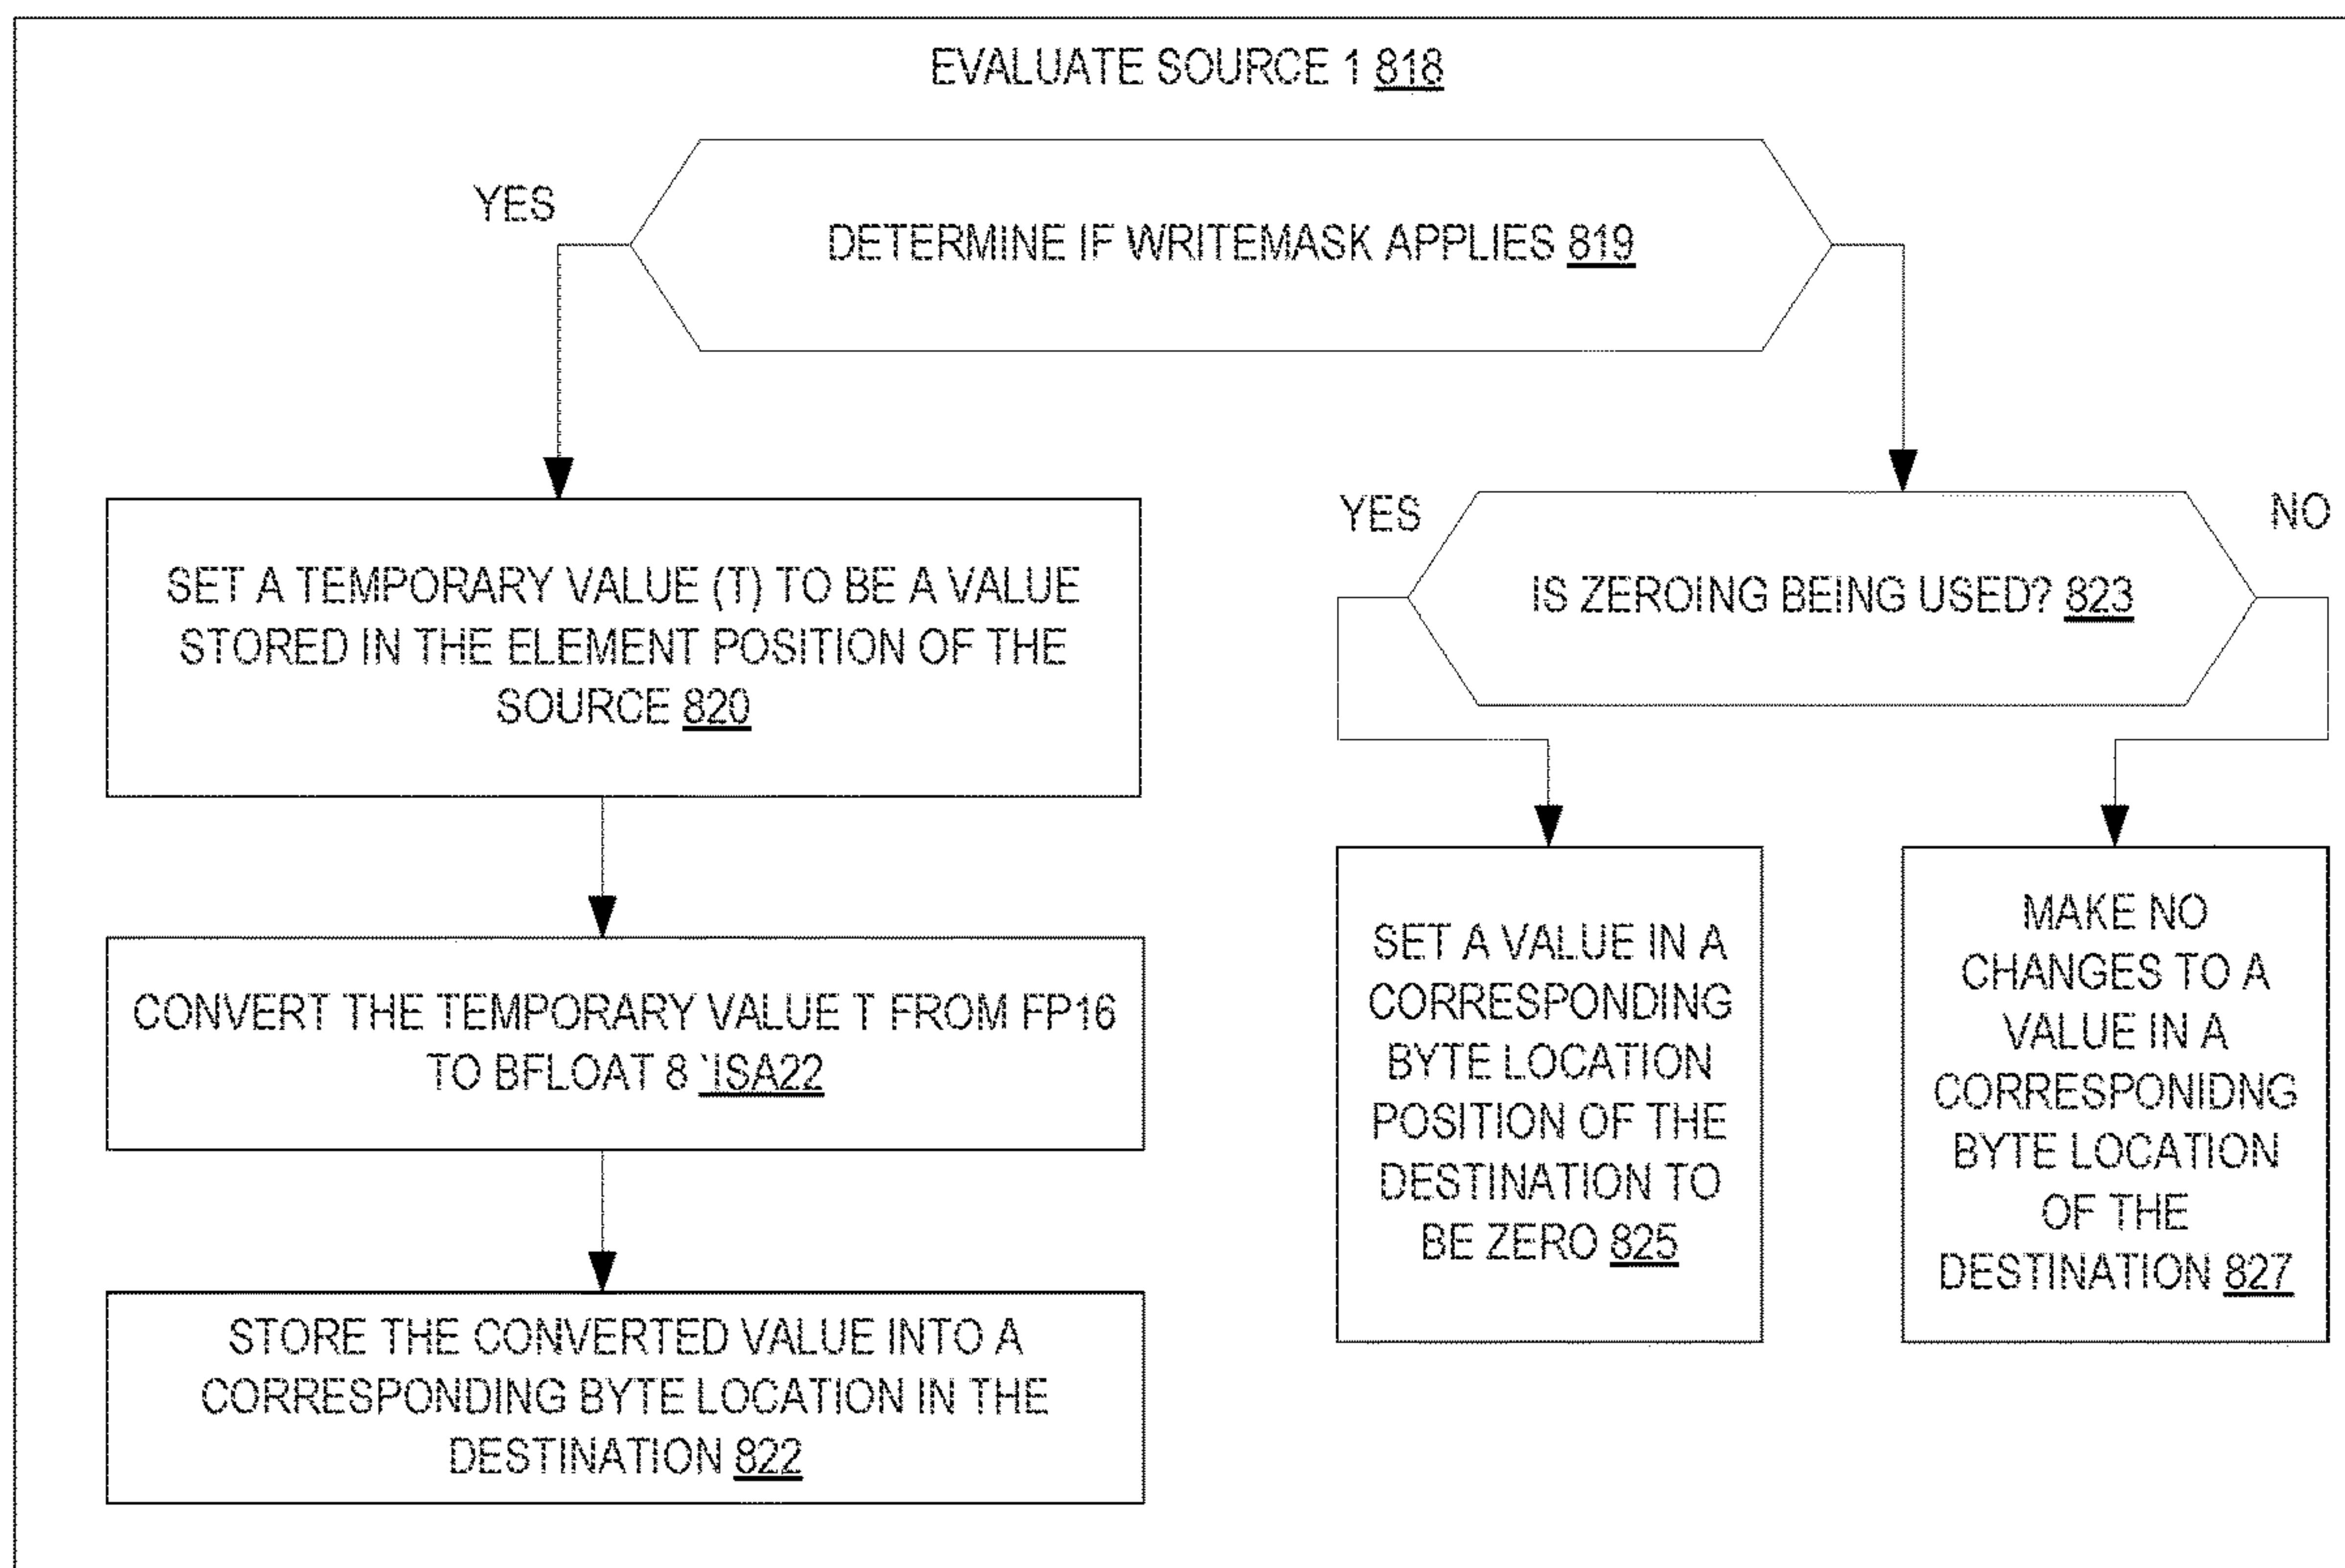 EVALUATE SOURCE 1 818
YES
DETERMINE IF WRITEMASK APPLIES 819
SET A TEMPORARY VALUE (T) TO BE A VALUE
STORED IN THE ELEMENT POSITION OF THE
SOURCE 820
CONVERT THE TEMPORARY VALUE T FROM FP16
TO BFLOAT 8 `ISA22
STORE THE CONVERTED VALUE INTO A
CORRESPONDING BYTE LOCATION IN THE
DESTINATION 822
YES
NO
IS ZEROING BEING USED? 823
SET A VALUE IN A
CORRESPONDING
BYTE LOCATION
POSITION OF THE
DESTINATION TO
BE ZERO 825
MAKE NO
CHANGES TO A
VALUE IN A
CORRESPONIDNG
BYTE LOCATION
OF THE
DESTINATION 827